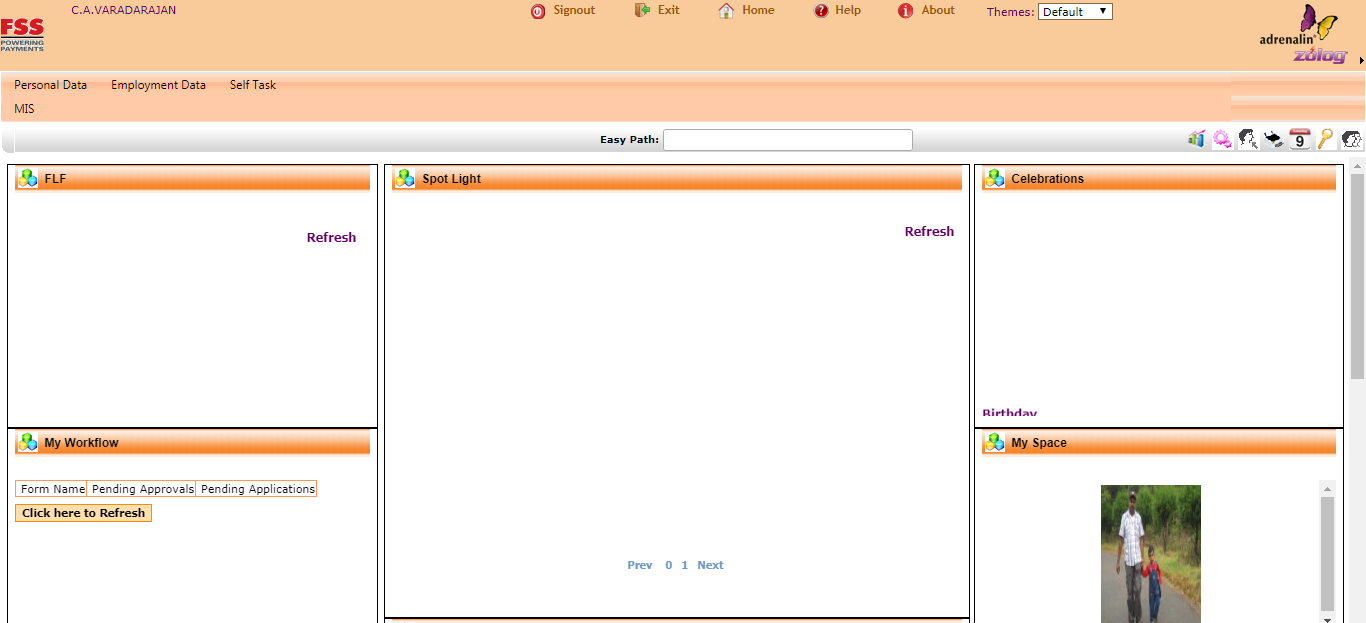 C.A.VARADARAJAN
Signout Exit Home Help About Themes: Default
FSS
POWERING
PAYMENTS
adrenalin
zólog
Personal Data Employment Data Self Task
MIS
Easy Path:
9
FLF
Refresh
Spot Light
Refresh
Prev 0 1 Next
Celebrations
Birthday
My Workflow
Form Name Pending Approvals Pending Applications
Click here to Refresh
My Space